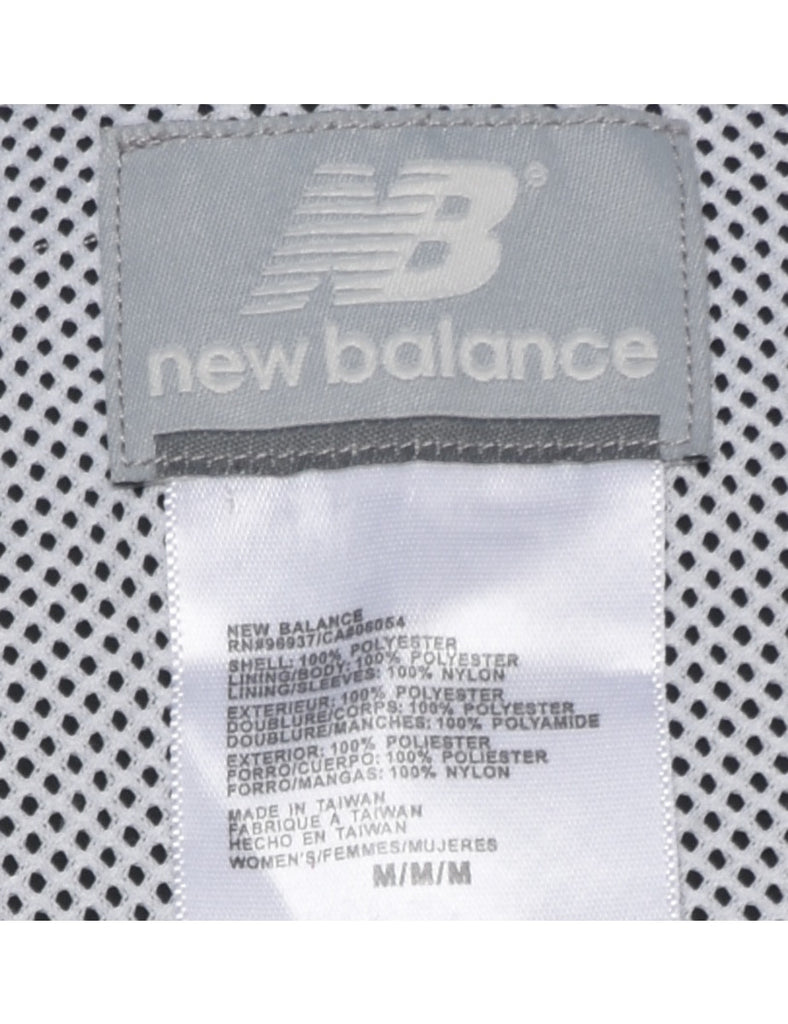 NB®
new balance
NEW BALANCE
RN#96937/CA#06054
SHELL: 100% POLYESTER
LINING/BODY: 100% POLYESTER
LINING/SLEEVES: 100% NYLON
EXTERIEUR: 100% POLYESTER
DOUBLURE/CORPS: 100% POLYESTER
DOUBLURE/MANCHES: 100% POLYAMIDE
EXTERIOR: 100% POLIESTER
FORRO/CUERPO: 100% POLIESTER
FORRO/MANGAS: 100% NYLON
MADE IN TAIWAN
FABRIQUE À TAIWAN
HECHO EN TAIWAN
WOMEN'S/FEMMES/MUJERES
M/M/M